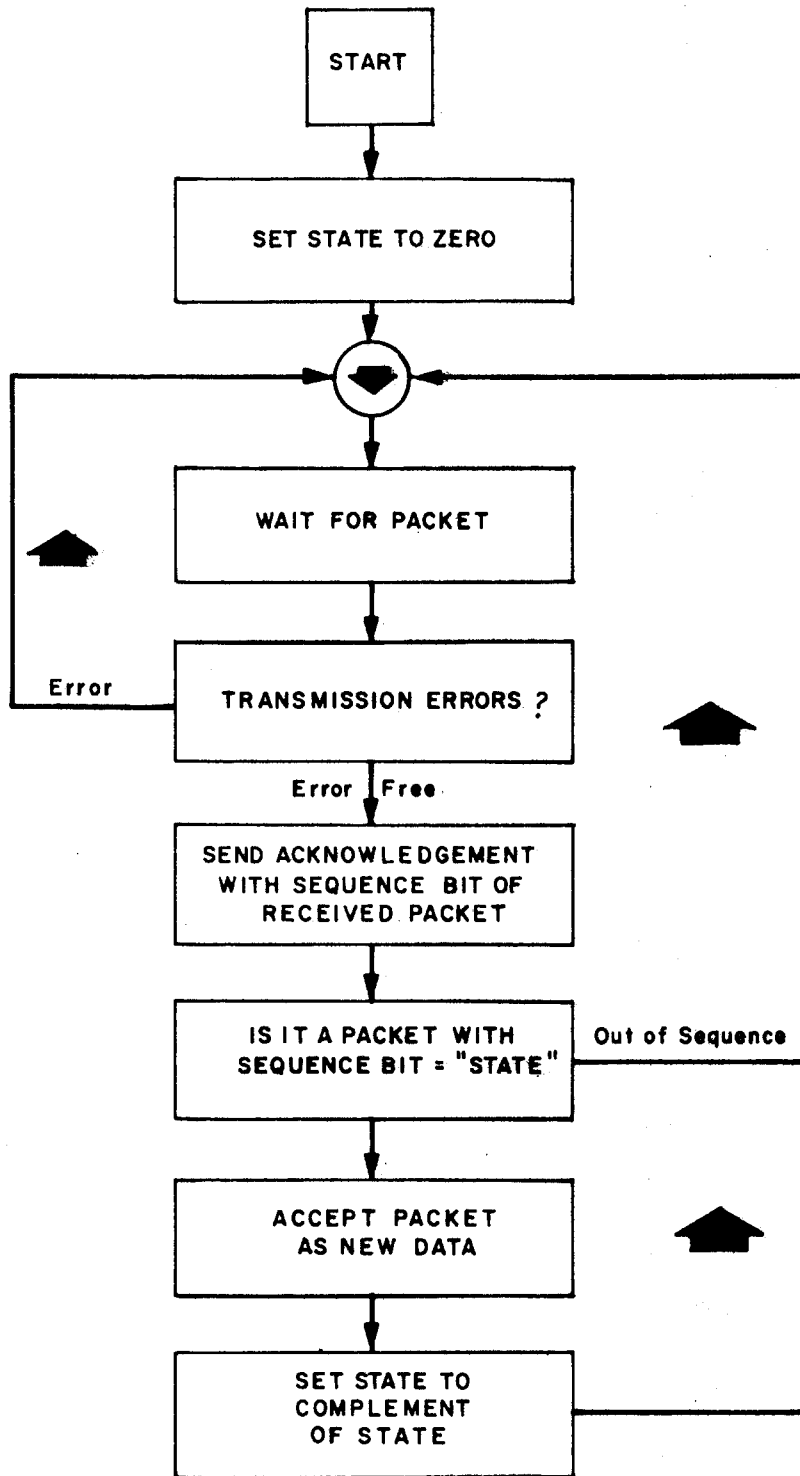 START
SET STATE TO ZERO
WAIT FOR PACKET
Error
TRANSMISSION ERRORS ?
Error Free
SEND ACKNOWLEDGEMENT
WITH SEQUENCE BIT OF
RECEIVED PACKET
IS IT A PACKET WITH
SEQUENCE BIT = "STATE"
Out of Sequence
ACCEPT PACKET
AS NEW DATA
SET STATE TO
COMPLEMENT
OF STATE